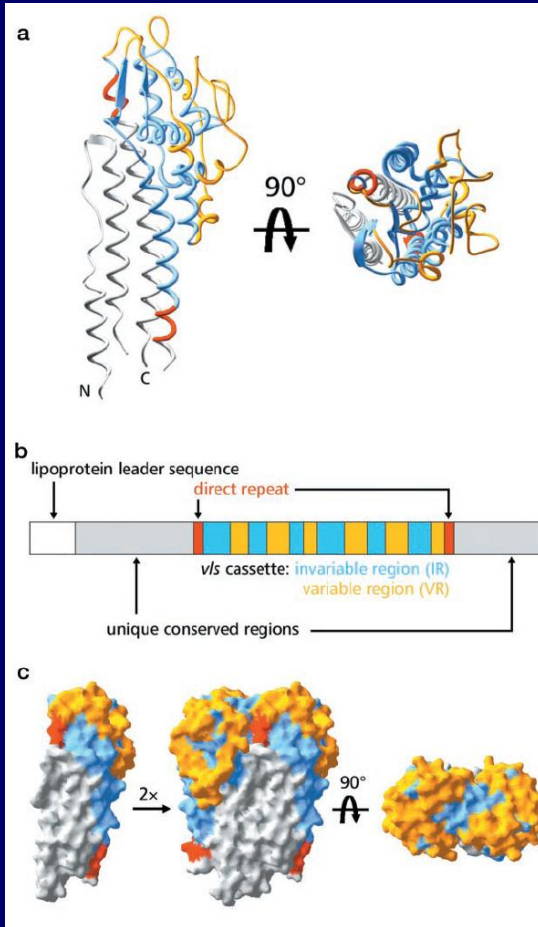 a
90°
N
C
b
lipoprotein leader sequence
direct repeat
vls cassette: invariable region (IR)
variable region (VR)
unique conserved regions
c
2×
90°